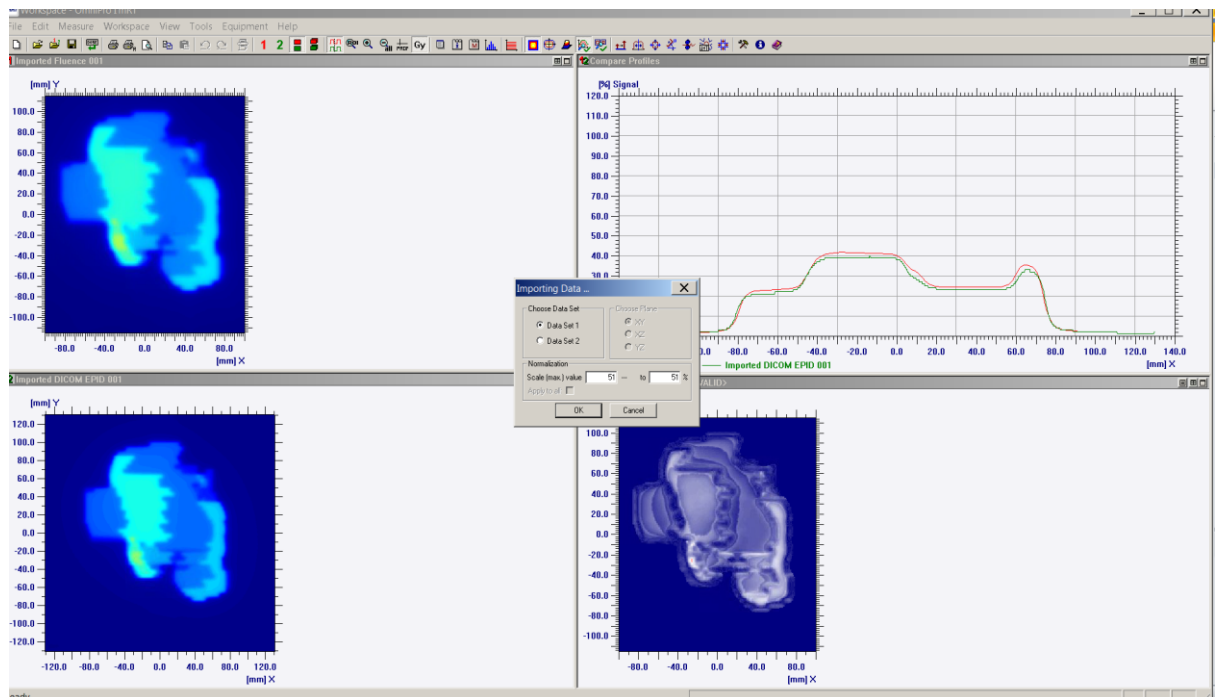 Workspace - OmniPro I'mRT
File Edit Measure Workspace View Tools Equipment Help
1 2 Gy
1 Imported Fluence 001
[mm] Y
100.0
80.0
60.0
40.0
20.0
0.0
-20.0
-40.0
-60.0
-80.0
-100.0
-80.0 -40.0 0.0 40.0 80.0
[mm] X
2 Compare Profiles
[%] Signal
120.0
110.0
100.0
90.0
80.0
70.0
60.0
50.0
40.0
30.0
-80.0 -60.0 -40.0 -20.0 0.0 20.0 40.0 60.0 80.0 100.0 120.0 140.0
[mm] X
Imported DICOM EPID 001
Importing Data ...
Choose Data Set
Data Set 1
Data Set 2
Choose Plane
XY
XZ
YZ
Normalization
Scale (max.) value 51 -- to 51 %
Apply to all
OK Cancel
2 Imported DICOM EPID 001
[mm] Y
120.0
100.0
80.0
60.0
40.0
20.0
0.0
-20.0
-40.0
-60.0
-80.0
-100.0
-120.0
-120.0 -80.0 -40.0 0.0 40.0 80.0 120.0
[mm] X
VALID>
100.0
80.0
60.0
40.0
20.0
0.0
-20.0
-40.0
-60.0
-80.0
-100.0
-80.0 -40.0 0.0 40.0 80.0
[mm] X